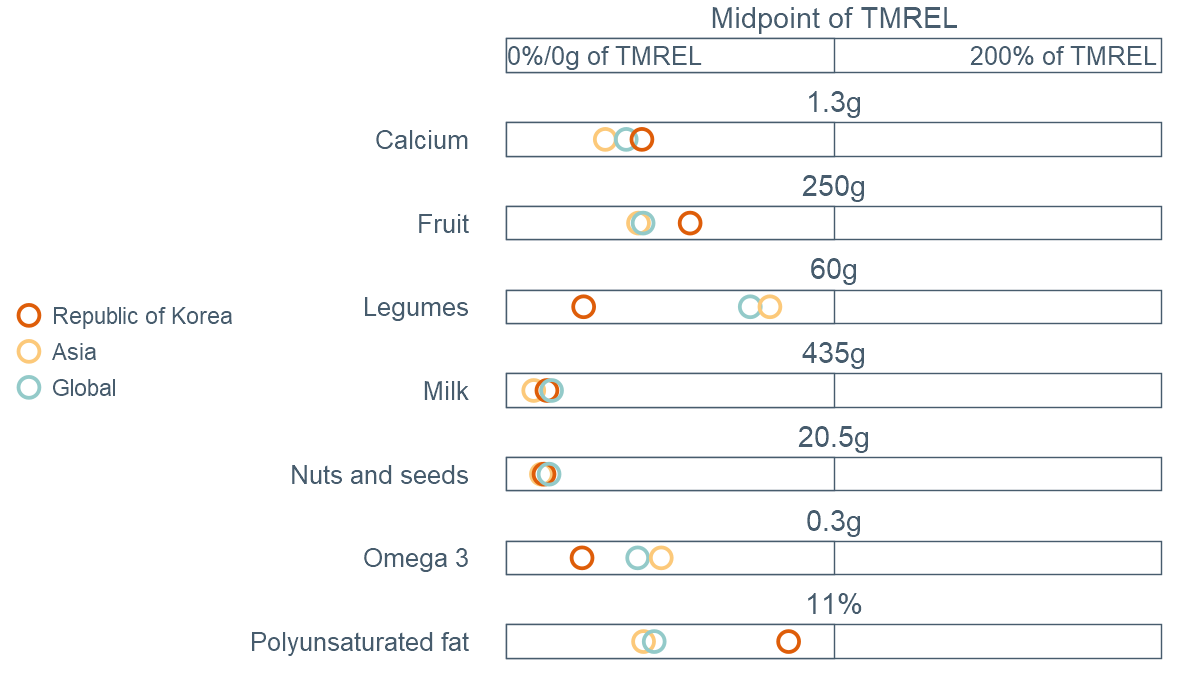 Midpoint of TMREL
0%/0g of TMREL 200% of TMREL
1.3g
Calcium
250g
Fruit
60g
Legumes
435g
Milk
20.5g
Nuts and seeds
0.3g
Omega 3
11%
Polyunsaturated fat
Republic of Korea
Asia
Global